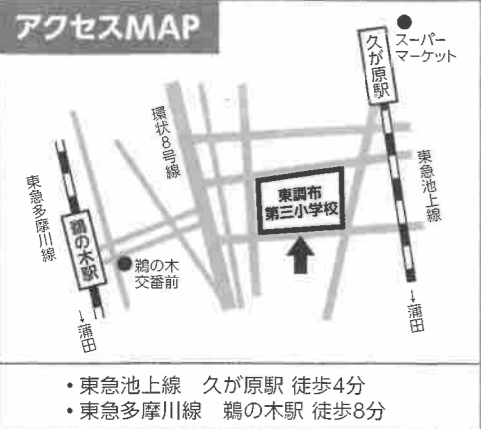 アクセスMAP
スーパー
マーケット
久が原駅
環状8号線
東急池上線
東急多摩川線
東調布
第三小学校
鵜の木駅
鵜の木
交番前
→蒲田
→蒲田
・東急池上線 久が原駅 徒歩4分
・東急多摩川線 鵜の木駅 徒歩8分